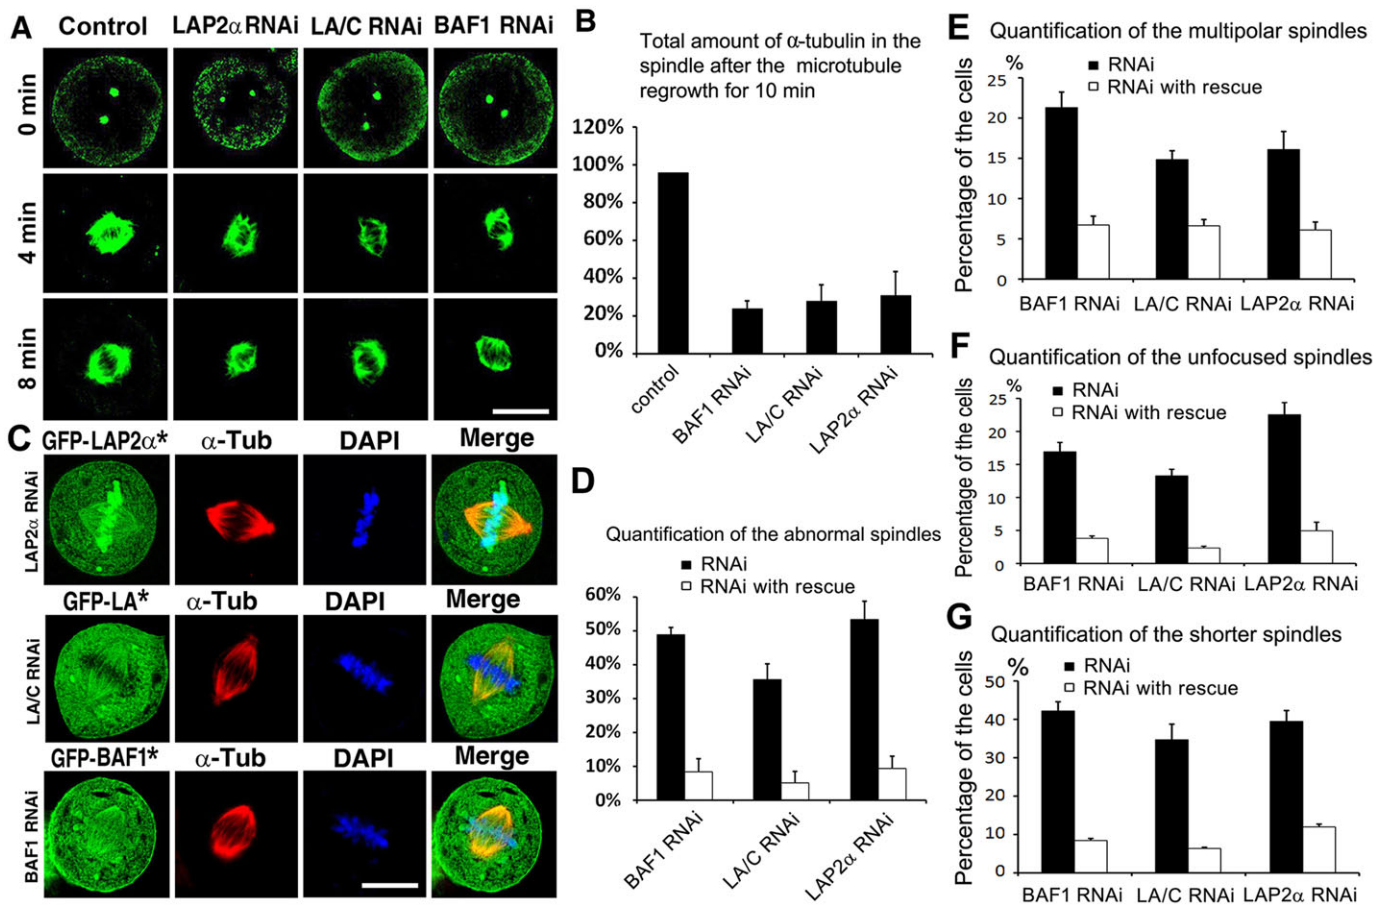 A
Control
LAP2α RNAi
LA/C RNAi
BAF1 RNAi
0 min
4 min
8 min
B
Total amount of α-tubulin in the
spindle after the microtubule
regrowth for 10 min
120%
100%
80%
60%
40%
20%
0%
control
BAF1 RNAi
LA/C RNAi
LAP2α RNAi
C
GFP-LAP2α*
α-Tub
DAPI
Merge
LAP2α RNAi
GFP-LA*
α-Tub
DAPI
Merge
LA/C RNAi
GFP-BAF1*
α-Tub
DAPI
Merge
BAF1 RNAi
D
Quantification of the abnormal spindles
RNAi
RNAi with rescue
60%
50%
40%
30%
20%
10%
0%
BAF1 RNAi
LA/C RNAi
LAP2α RNAi
E
Quantification of the multipolar spindles
%
RNAi
RNAi with rescue
Percentage of the cells
25
20
15
10
5
0
BAF1 RNAi
LA/C RNAi
LAP2α RNAi
F
Quantification of the unfocused spindles
%
RNAi
RNAi with rescue
Percentage of the cells
25
20
15
10
5
0
BAF1 RNAi
LA/C RNAi
LAP2α RNAi
G
Quantification of the shorter spindles
%
RNAi
RNAi with rescue
Percentage of the cells
50
40
30
40
10
0
BAF1 RNAi
LA/C RNAi
LAP2α RNAi